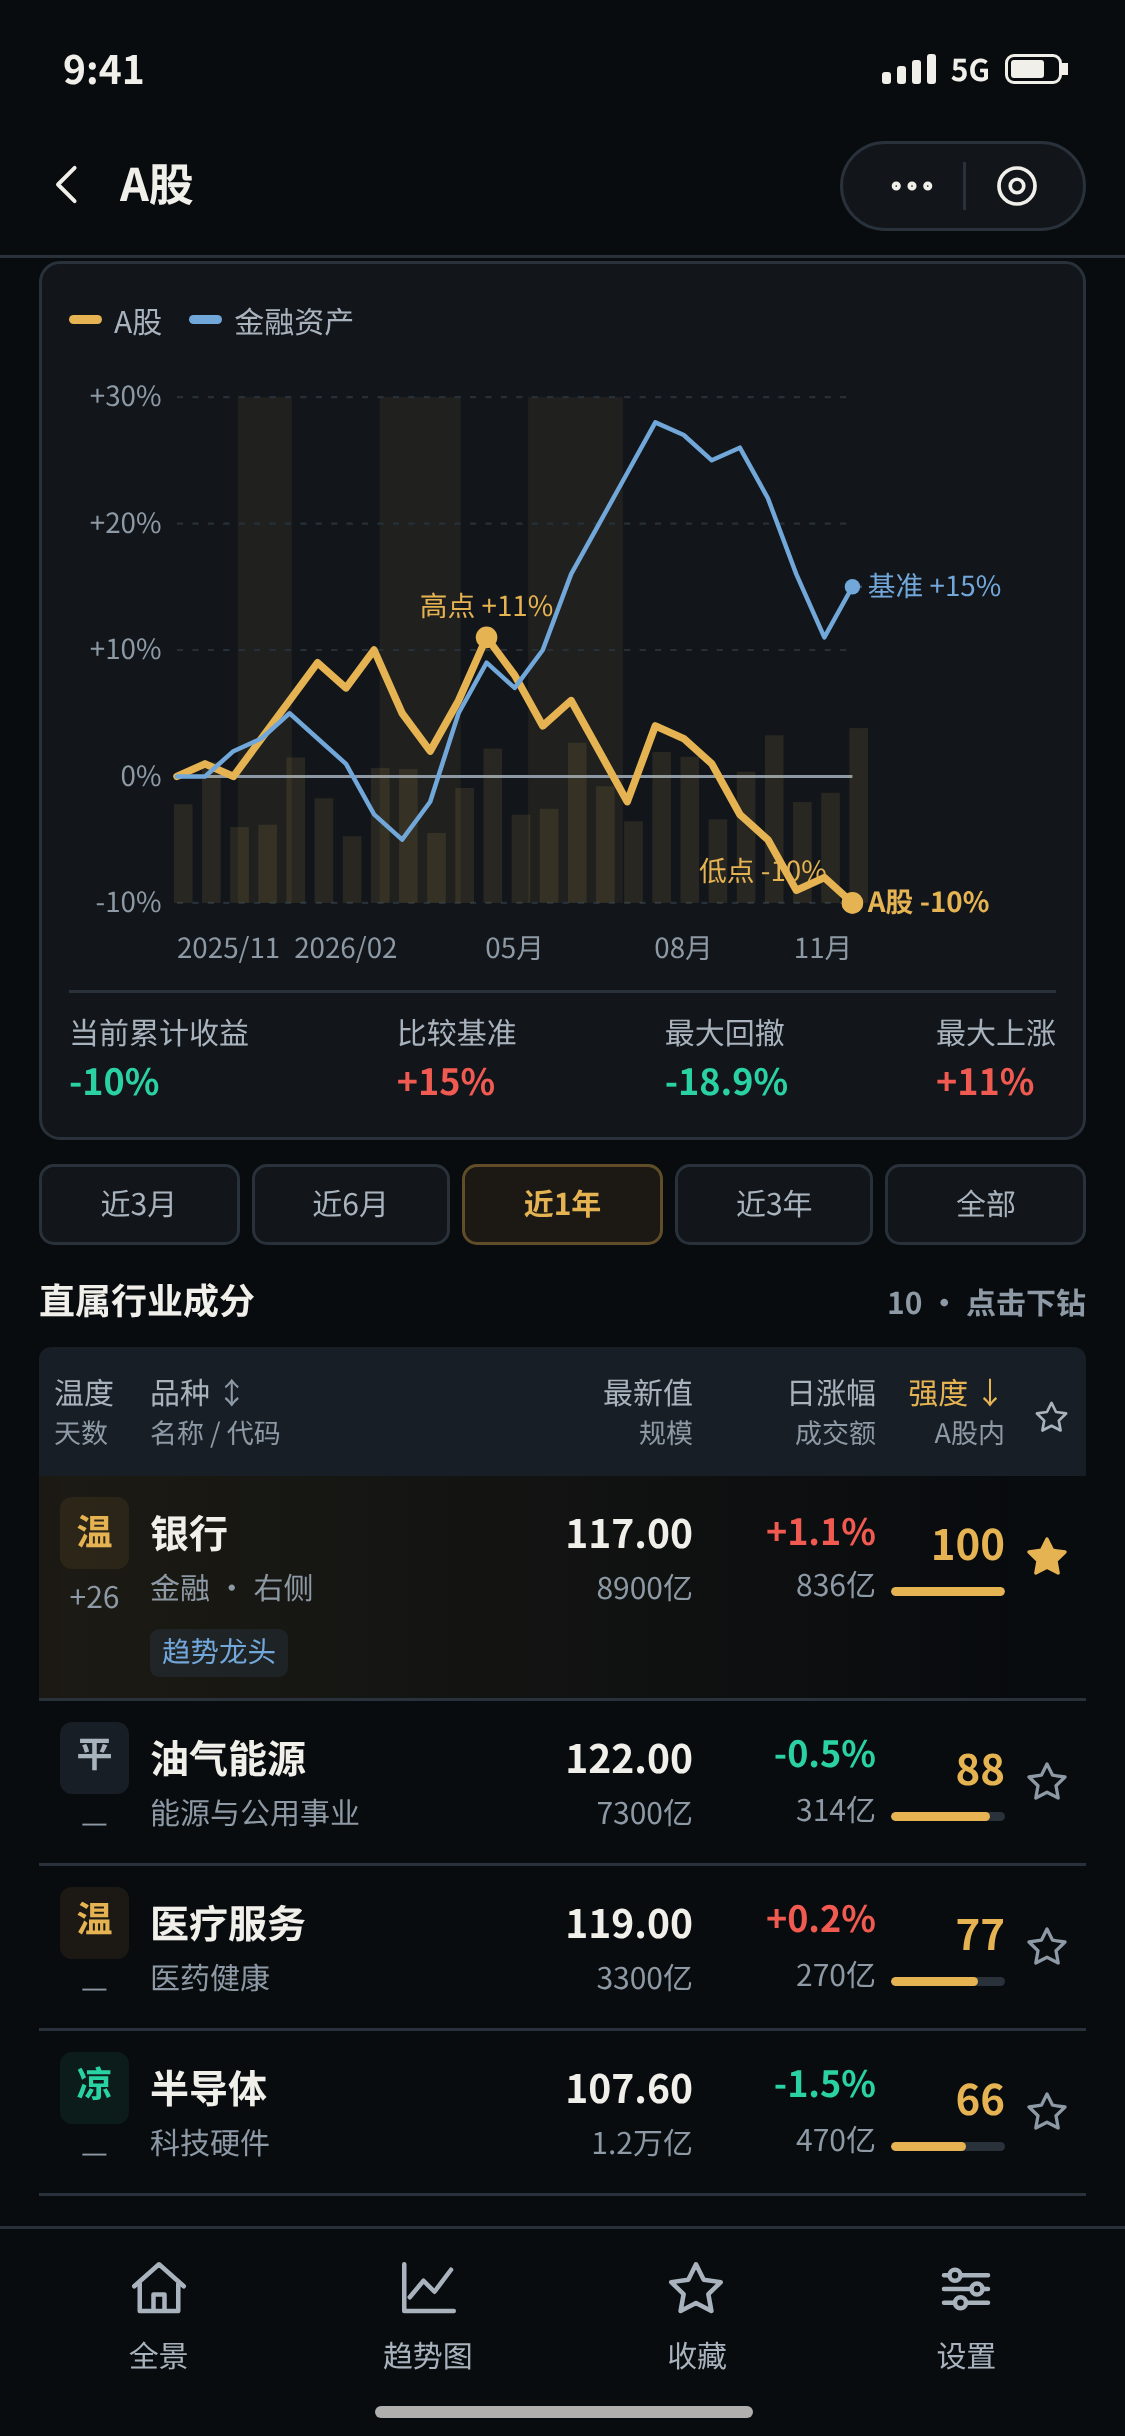 9:41 5G
A股
A股 金融资产
+30%
+20%
基准 +15%
高点 +11%
+10%
0%
低点 -10%
-10% A股 -10%
2025/11 2026/02 05月 08月 11月
当前累计收益 比较基准 最大回撤 最大上涨
-10% +15% -18.9% +11%
近3月 近6月 近1年 近3年 全部
直属行业成分 10 · 点击下钻
温度 品种 ↕ 最新值 日涨幅 强度 ↓
天数 名称 / 代码 规模 成交额 A股内
温 银行 117.00 +1.1% 100
+26 金融 · 右侧 8900亿 836亿
趋势龙头
平 油气能源 122.00 -0.5% 88
— 能源与公用事业 7300亿 314亿
温 医疗服务 119.00 +0.2% 77
— 医药健康 3300亿 270亿
凉 半导体 107.60 -1.5% 66
— 科技硬件 1.2万亿 470亿
全景 趋势图 收藏 设置